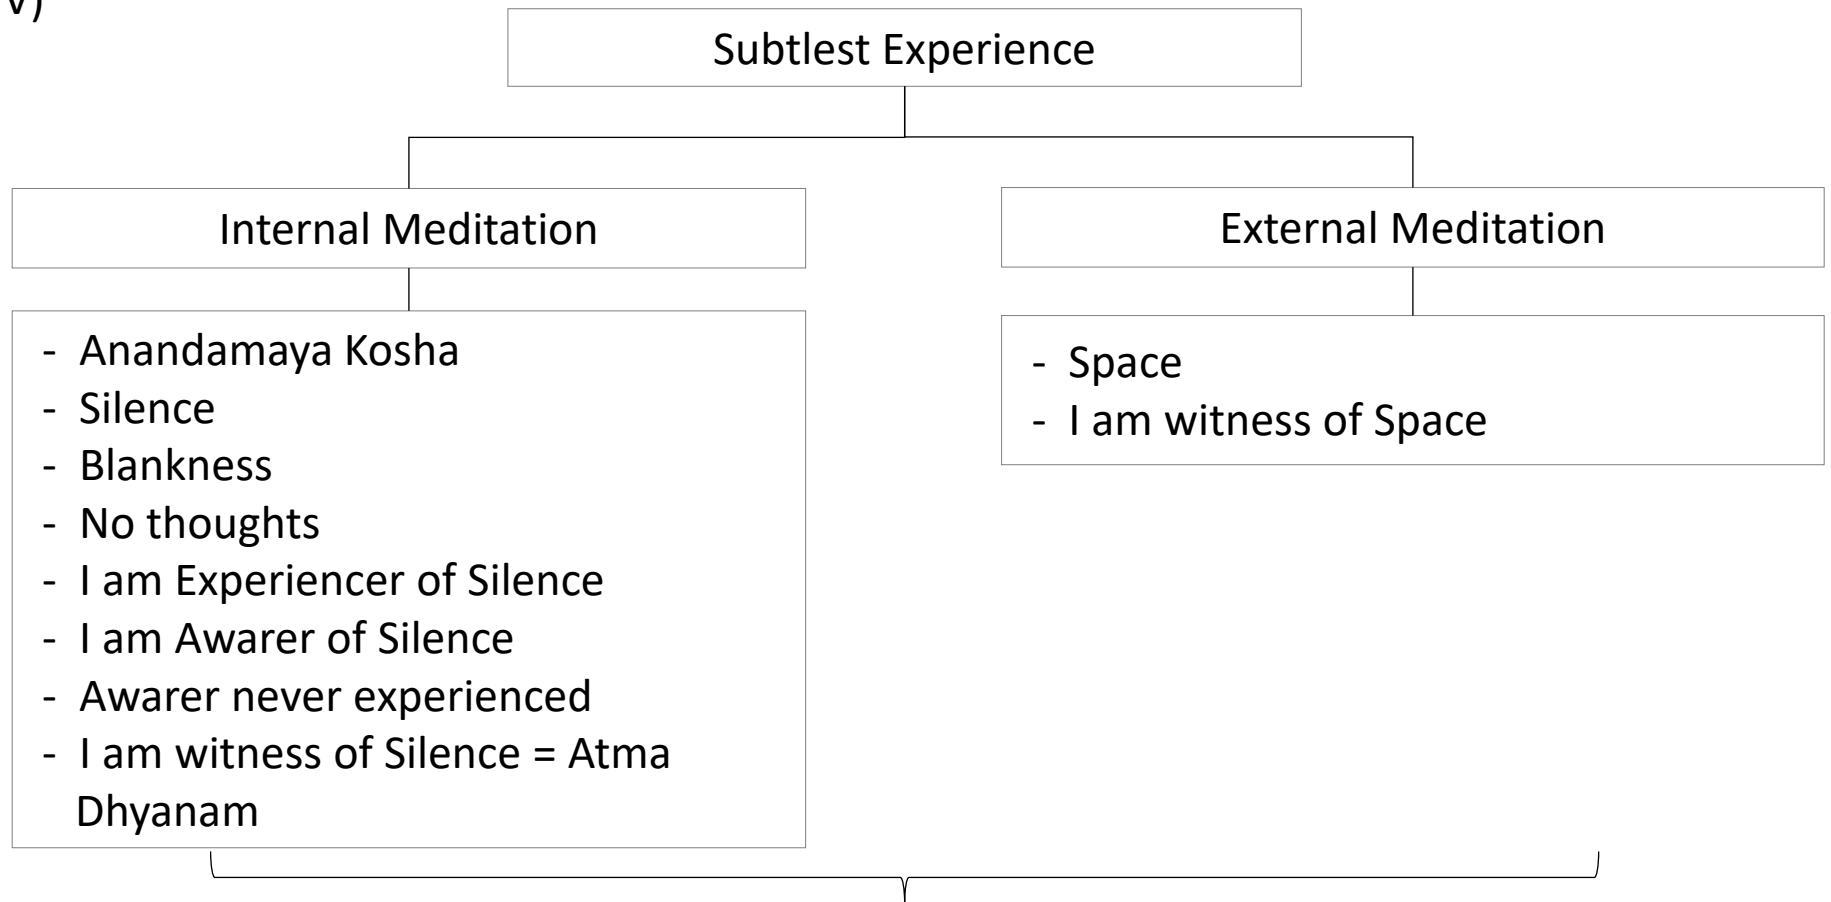 V)
Subtlest Experience
Internal Meditation
External Meditation
- Anandamaya Kosha
- Silence
- Blankness
- No thoughts
- I am Experiencer of Silence
- I am Awarer of Silence
- Awarer never experienced
- I am witness of Silence = Atma
Dhyanam
- Space
- I am witness of Space